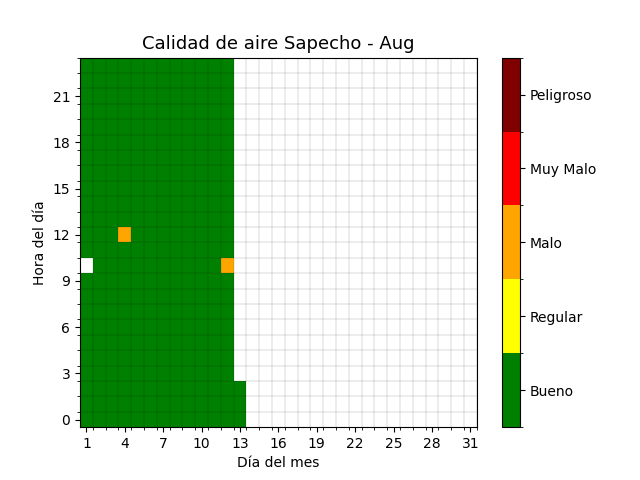 Calidad de aire Sapecho - Aug
Hora del día
21
18
15
12
9
6
3
0
1 4 7 10 13 16 19 22 25 28 31
Día del mes
Peligroso
Muy Malo
Malo
Regular
Bueno